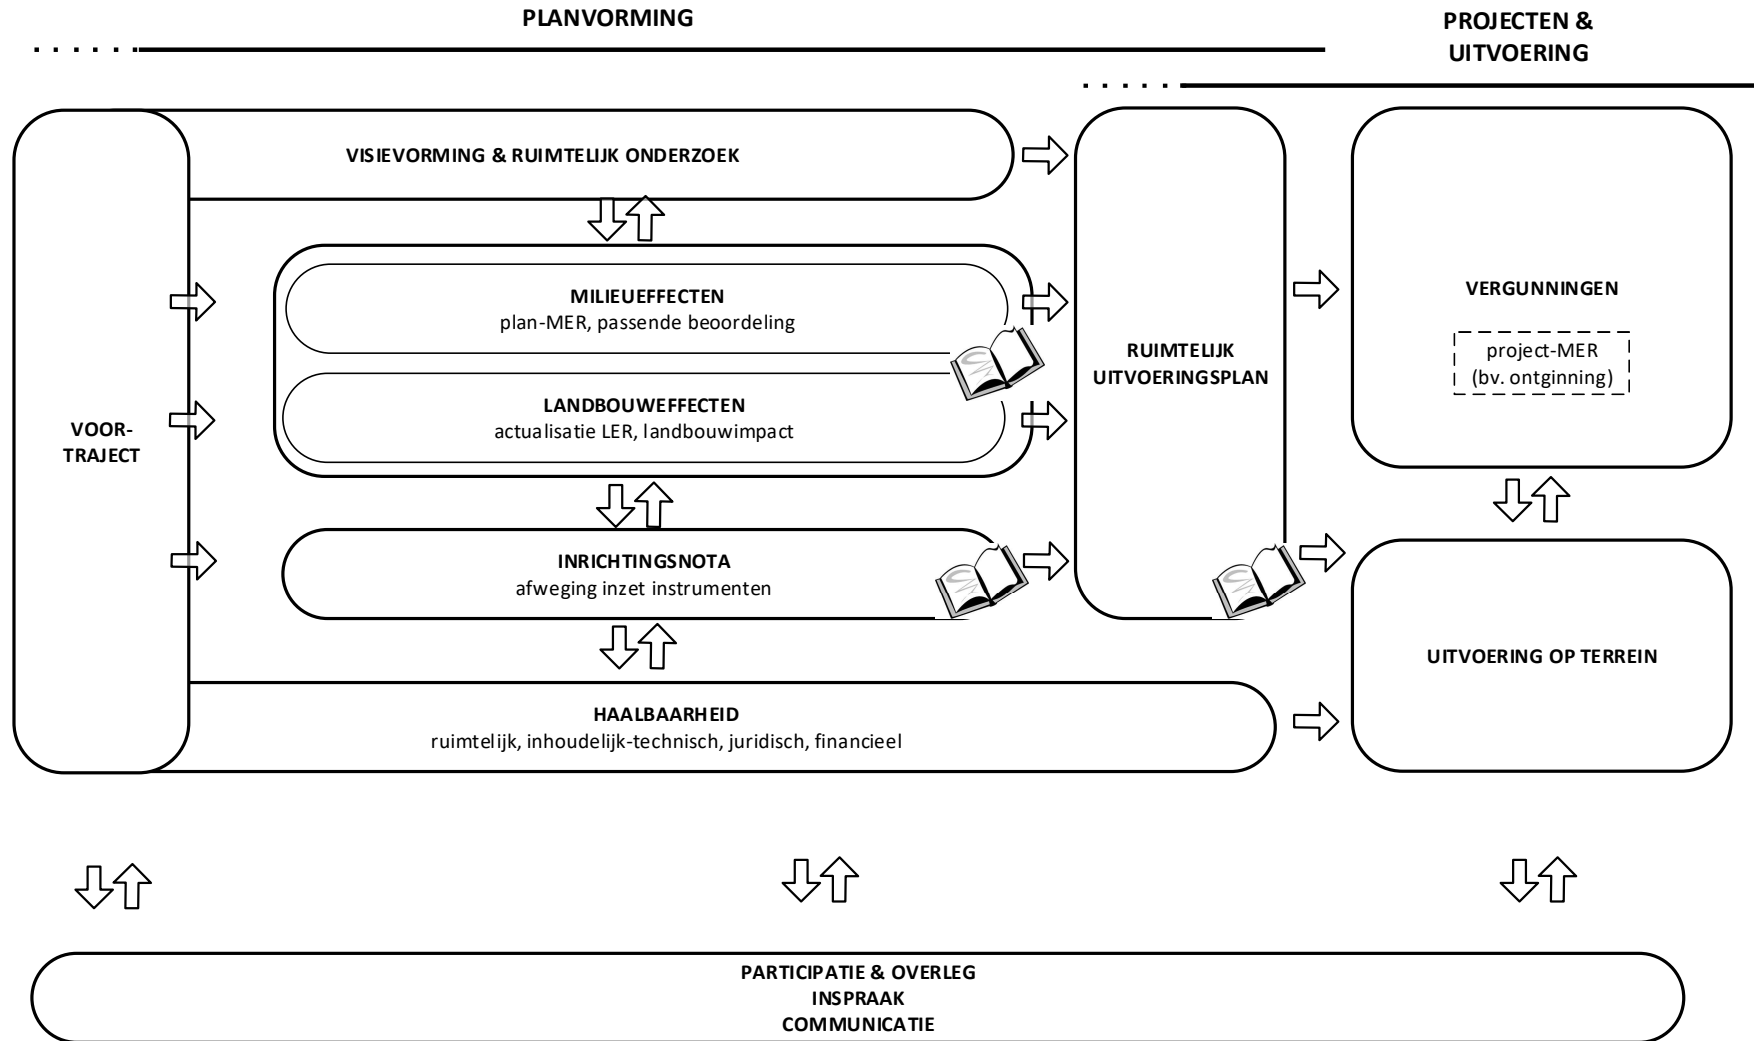 PLANVORMING
PROJECTEN &
UITVOERING
VISIEVORMING & RUIMTELIJK ONDERZOEK
MILIEUEFFECTEN
plan-MER, passende beoordeling
LANDBOUWEFFECTEN
actualisatie LER, landbouwimpact
VOOR-
TRAJECT
INRICHTINGSNOTA
afweging inzet instrumenten
HAALBAARHEID
ruimtelijk, inhoudelijk-technisch, juridisch, financieel
RUIMTELIJK
UITVOERINGSPLAN
VERGUNNINGEN
project-MER
(bv. ontginning)
UITVOERING OP TERREIN
PARTICIPATIE & OVERLEG
INSPRAAK
COMMUNICATIE